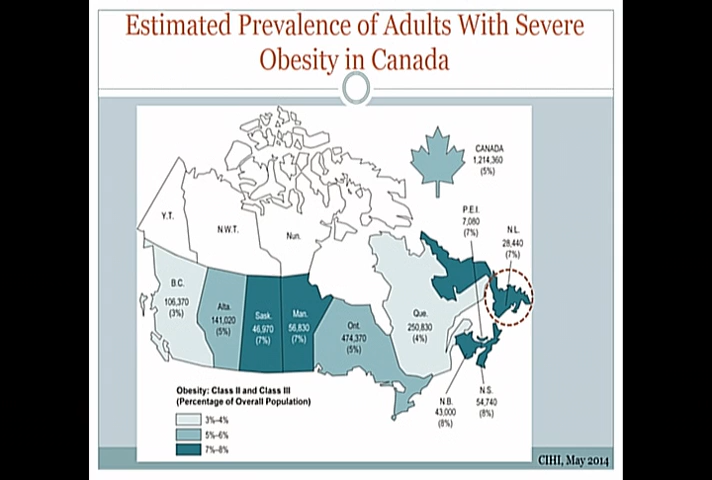 Estimated Prevalence of Adults With Severe
Obesity in Canada
CANADA
1,214,360
(5%)
P.E.I.
7,080
(7%)
N.L.
28,440
(7%)
Y.T.
N.W.T.
Nun.
B.C.
106,370
(3%)
Alta.
141,020
(5%)
Sask.
46,970
(7%)
Man.
56,830
(7%)
Ont.
474,370
(5%)
Que.
250,830
(4%)
N.B.
43,000
(8%)
N.S.
54,740
(8%)
Obesity: Class II and Class III
(Percentage of Overall Population)
3%–4%
5%–6%
7%–8%
CIHI, May 2014